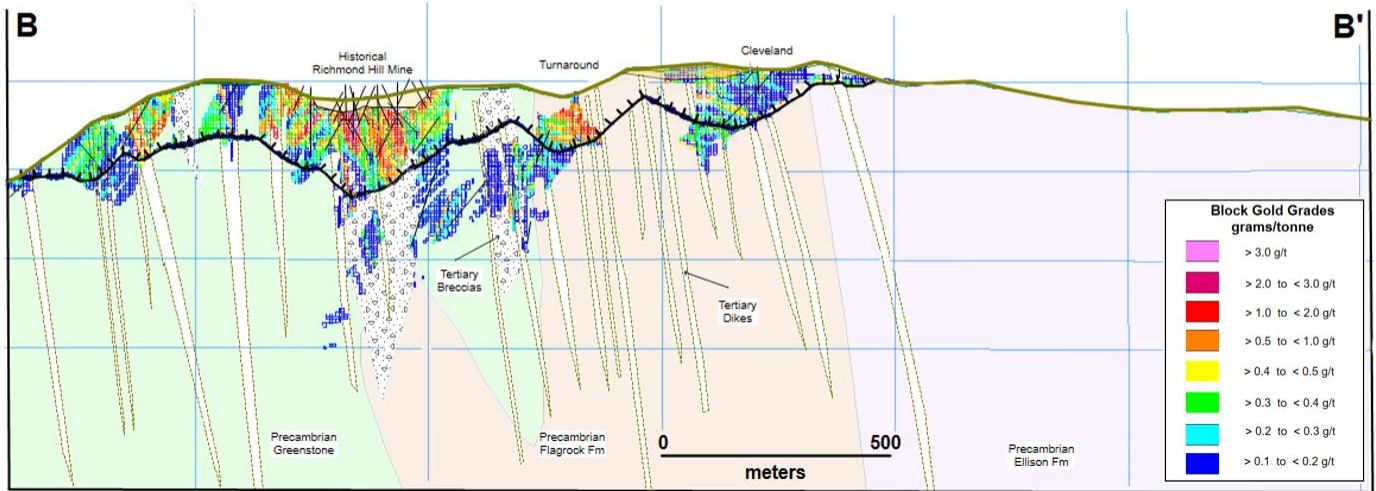 B
B'
Historical
Richmond Hill Mine
Turnaround
Cleveland
Tertiary
Breccias
Tertiary
Dikes
Precambrian
Greenstone
Precambrian
Flagrock Fm
Precambrian
Ellison Fm
0 500
meters
Block Gold Grades
grams/tonne
> 3.0 g/t
> 2.0 to < 3.0 g/t
> 1.0 to < 2.0 g/t
> 0.5 to < 1.0 g/t
> 0.4 to < 0.5 g/t
> 0.3 to < 0.4 g/t
> 0.2 to < 0.3 g/t
> 0.1 to < 0.2 g/t